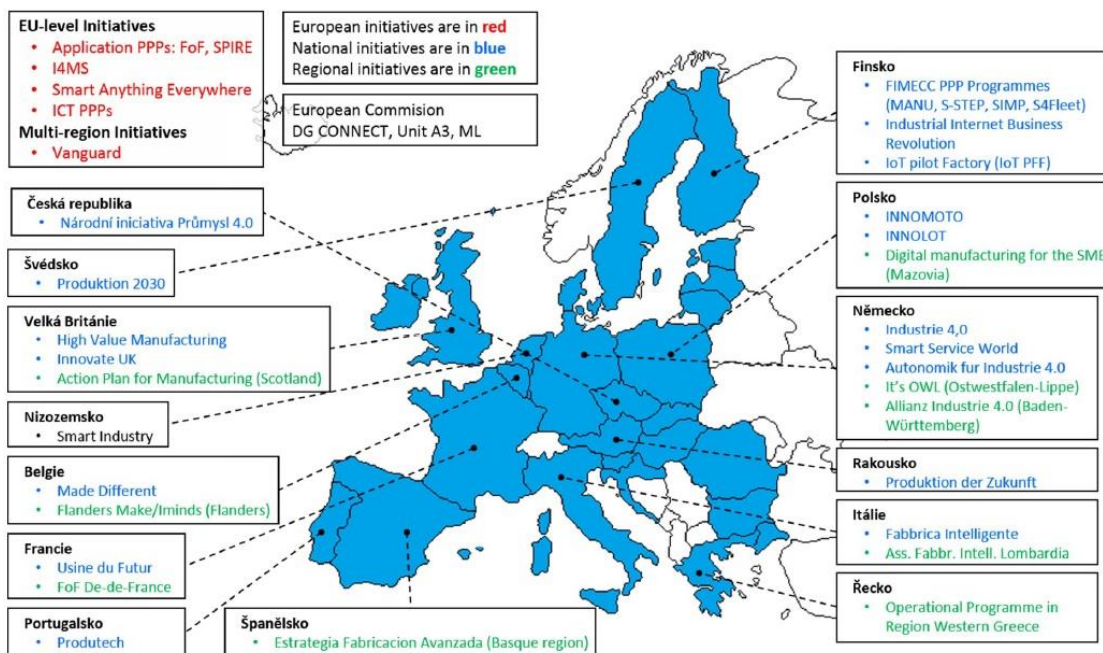 EU-level Initiatives
• Application PPPs: FoF, SPIRE
• I4MS
• Smart Anything Everywhere
• ICT PPPs
Multi-region Initiatives
• Vanguard
European initiatives are in red
National initiatives are in blue
Regional initiatives are in green
European Commision
DG CONNECT, Unit A3, ML
Česká republika
• Národní iniciativa Průmysl 4.0
Švédsko
• Produktion 2030
Velká Británie
• High Value Manufacturing
• Innovate UK
• Action Plan for Manufacturing (Scotland)
Nizozemsko
• Smart Industry
Belgie
• Made Different
• Flanders Make/Iminds (Flanders)
Francie
• Usine du Futur
• FoF De-de-France
Portugalsko
• Produtech
Španělsko
• Estrategia Fabricacion Avanzada (Basque region)
Finsko
• FIMECC PPP Programmes
(MANU, S-STEP, SIMP, S4Fleet)
• Industrial Internet Business
Revolution
• IoT pilot Factory (IoT PFF)
Polsko
• INNOMOTO
• INNOLOT
• Digital manufacturing for the SME
(Mazovia)
Německo
• Industrie 4,0
• Smart Service World
• Autonomik fur Industrie 4.0
• It's OWL (Ostwestfalen-Lippe)
• Allianz Industrie 4.0 (Baden-
Württemberg)
Rakousko
• Produktion der Zukunft
Itálie
• Fabbrica Intelligente
• Ass. Fabbr. Intell. Lombardia
Řecko
• Operational Programme in
Region Western Greece